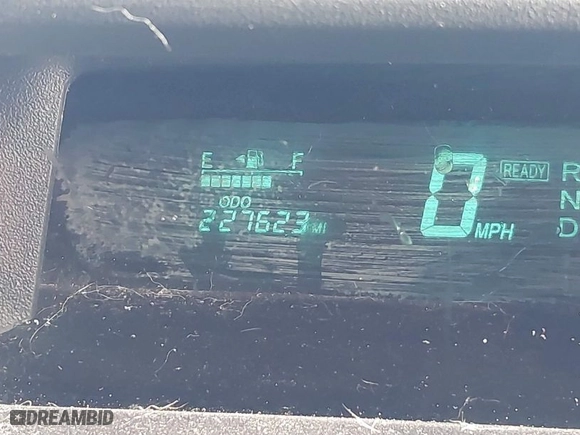 E F
ODO
227623 MI
0 MPH
READY
R
N
D
DREAMBID